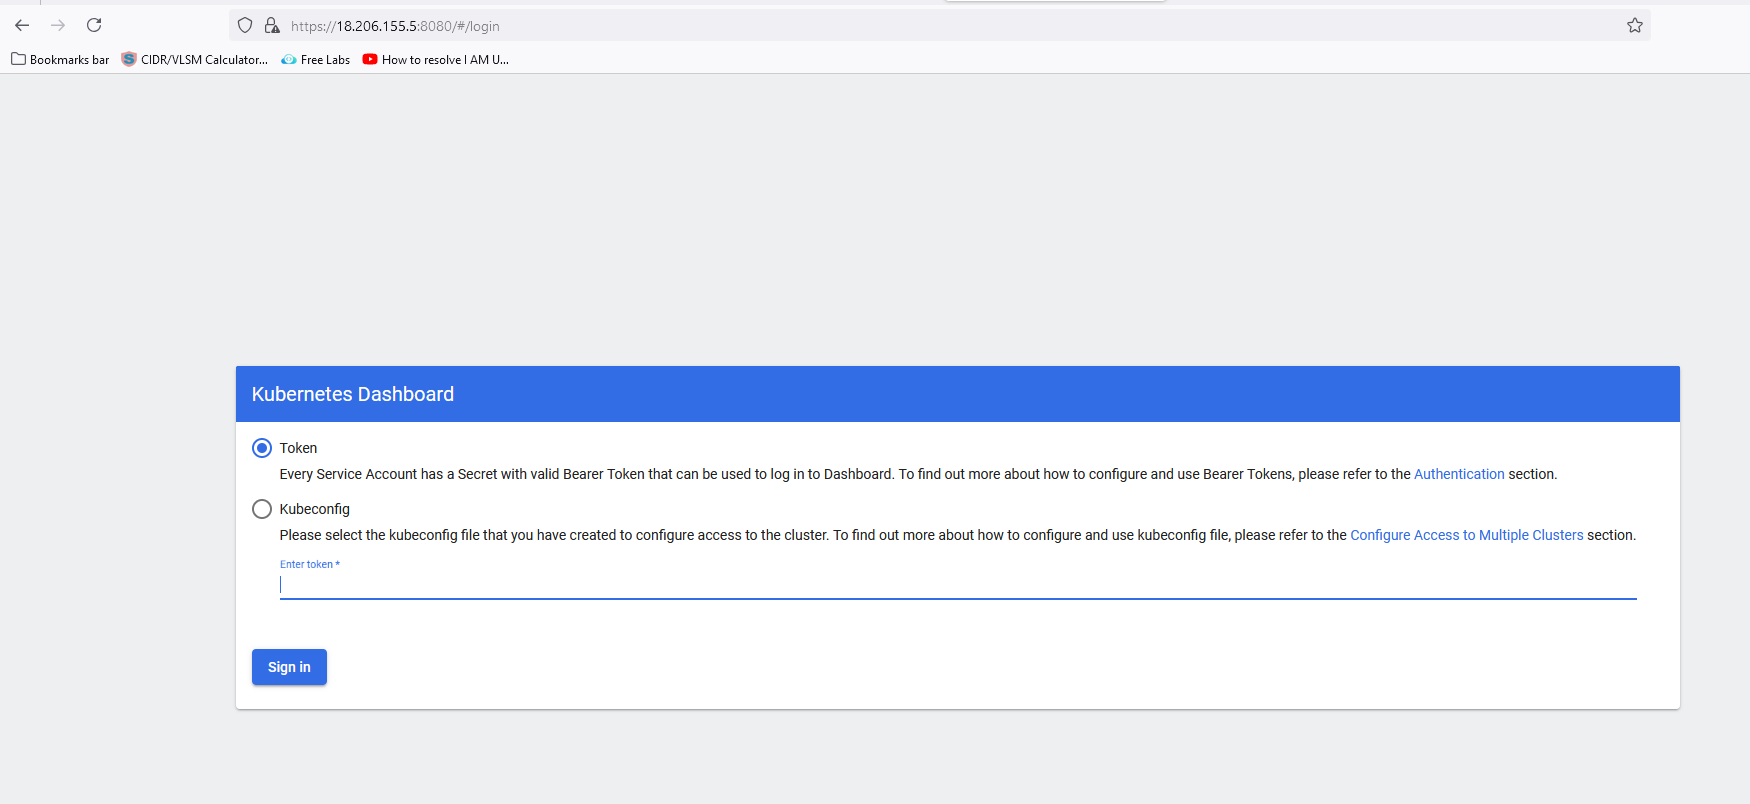 https://18.206.155.5:8080/#/login
Bookmarks bar CIDR/VLSM Calculator... Free Labs How to resolve I AM U...
Kubernetes Dashboard
Token
Every Service Account has a Secret with valid Bearer Token that can be used to log in to Dashboard. To find out more about how to configure and use Bearer Tokens, please refer to the Authentication section.
Kubeconfig
Please select the kubeconfig file that you have created to configure access to the cluster. To find out more about how to configure and use kubeconfig file, please refer to the Configure Access to Multiple Clusters section.
Enter token *
Sign in